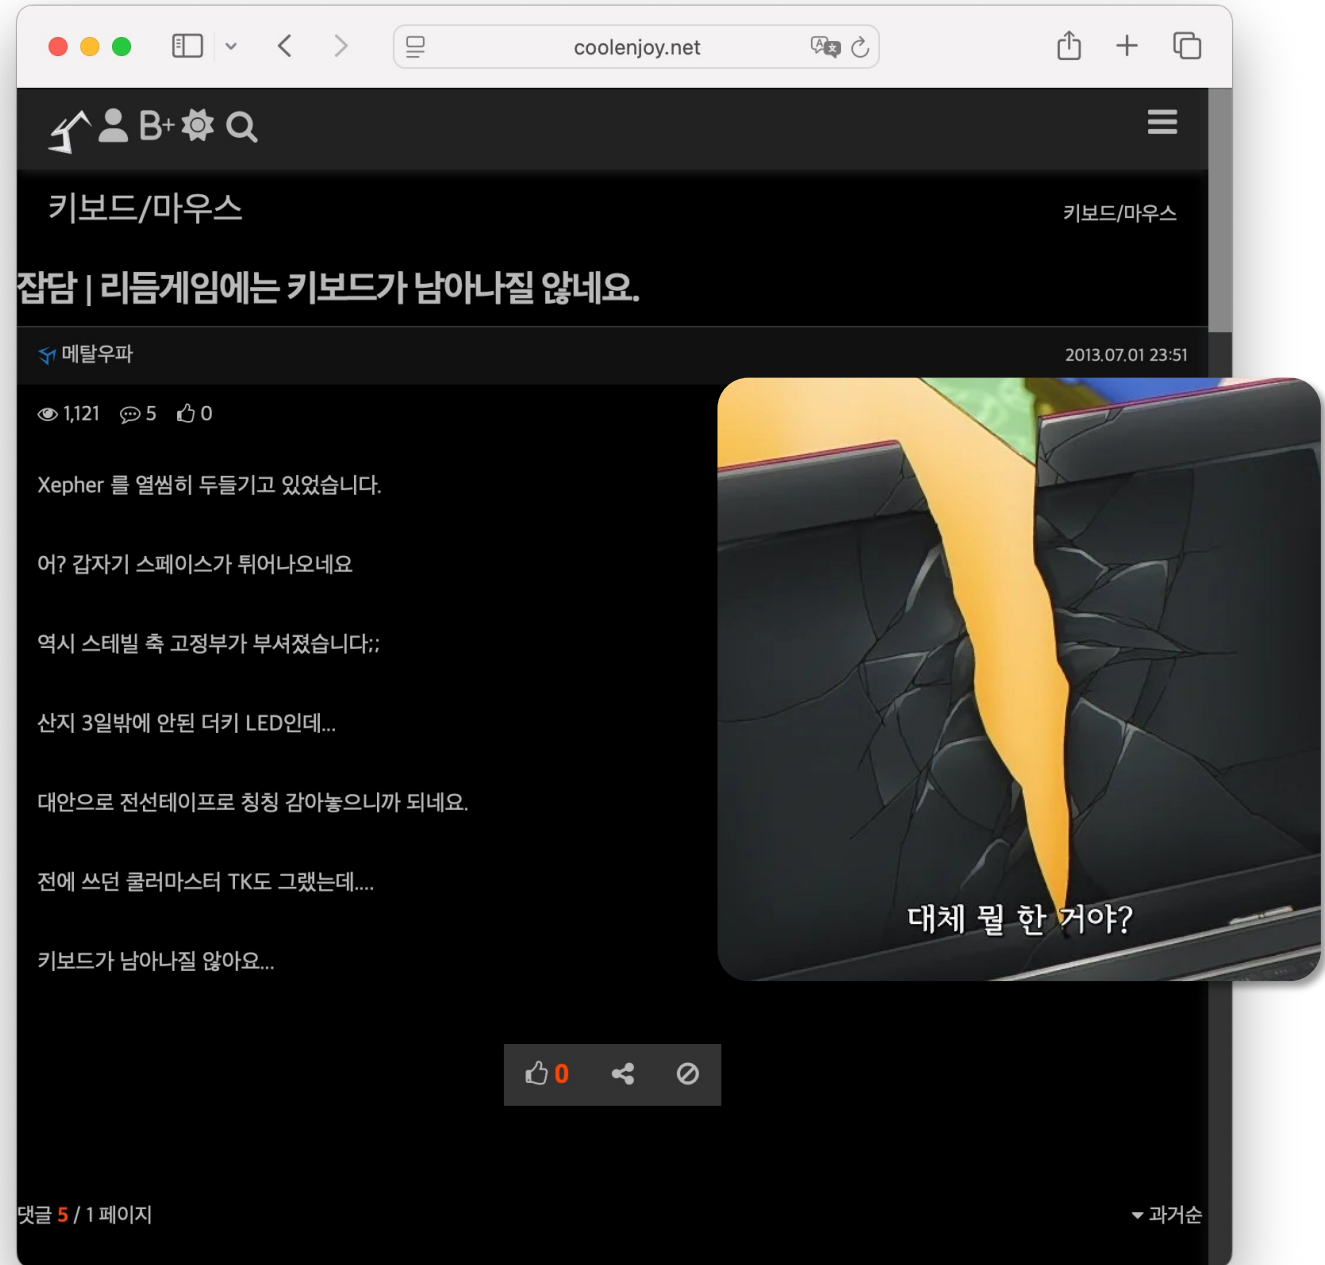 coolenjoy.net
B+
키보드/마우스
키보드/마우스
잡담 | 리듬게임에는 키보드가 남아나질 않네요.
메탈우파
2013.07.01 23:51
1,121 5 0
Xepher 를 열씸히 두들기고 있었습니다.
어? 갑자기 스페이스가 튀어나오네요
역시 스테빌 축 고정부가 부셔졌습니다;;
산지 3일밖에 안된 더키 LED인데...
대안으로 전선테이프로 칭칭 감아놓으니까 되네요.
전에 쓰던 쿨러마스터 TK도 그랬는데....
키보드가 남아나질 않아요...
대체 뭘 한 거야?
0
댓글 5 / 1 페이지
과거순